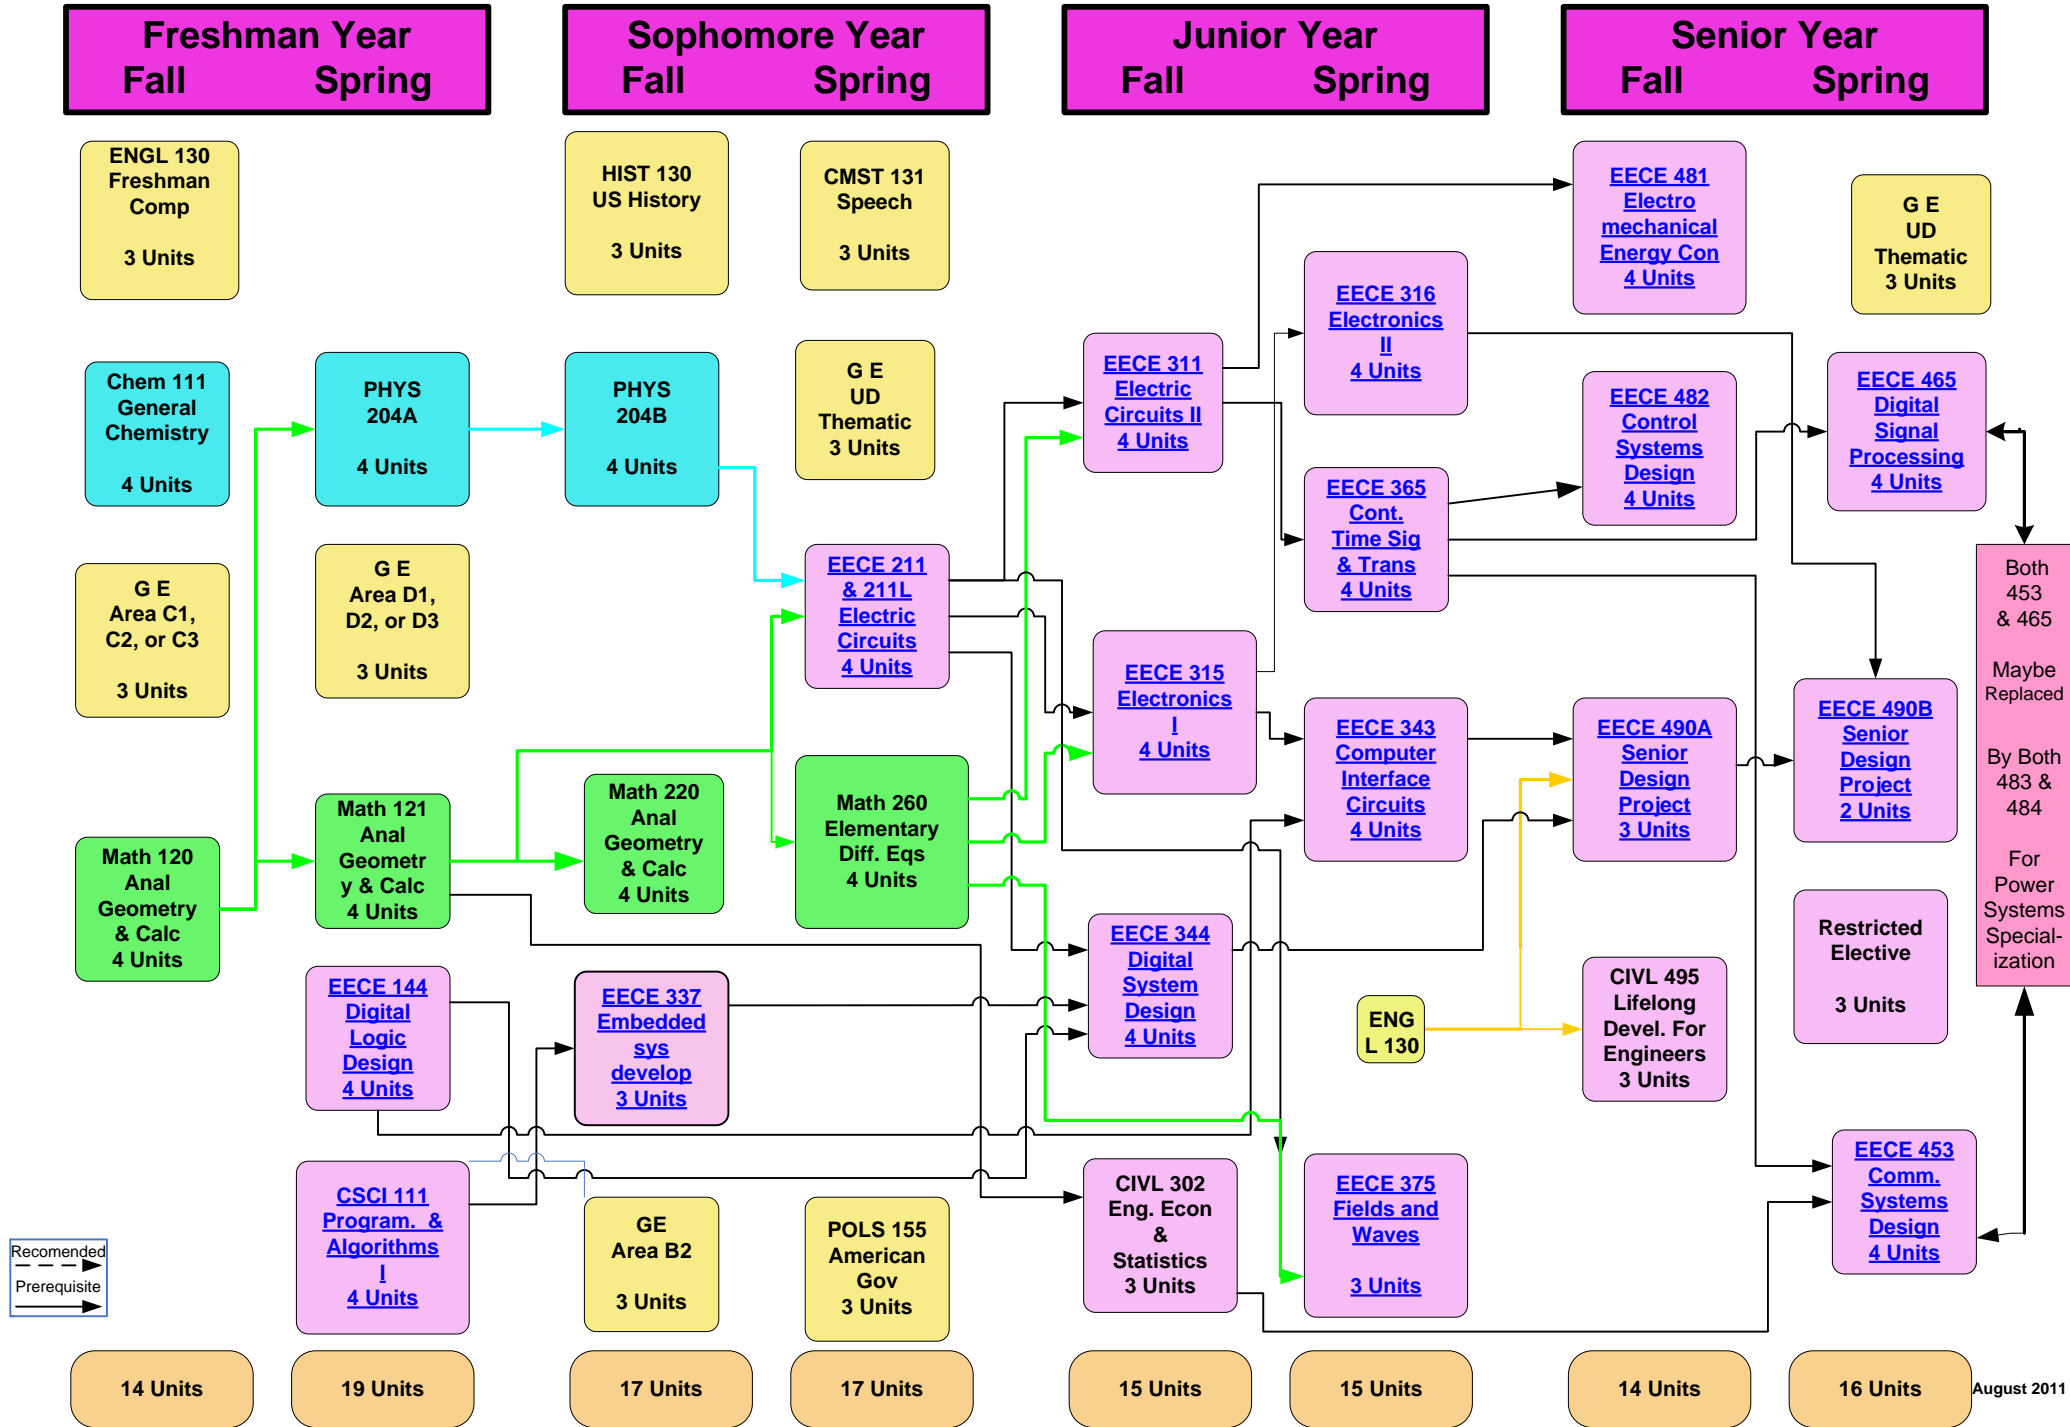 Freshman Year
Fall Spring
Sophomore Year
Fall Spring
Junior Year
Fall Spring
Senior Year
Fall Spring
ENGL 130
Freshman
Comp
3 Units
Chem 111
General
Chemistry
4 Units
G E
Area C1,
C2, or C3
3 Units
Math 120
Anal
Geometry
& Calc
4 Units
14 Units
PHYS
204A
4 Units
G E
Area D1,
D2, or D3
3 Units
Math 121
Anal
Geometr
y & Calc
4 Units
EECE 144
Digital
Logic
Design
4 Units
CSCI 111
Program. &
Algorithms
I
4 Units
19 Units
HIST 130
US History
3 Units
PHYS
204B
4 Units
Math 220
Anal
Geometry
& Calc
4 Units
EECE 337
Embedded
sys
develop
3 Units
GE
Area B2
3 Units
17 Units
CMST 131
Speech
3 Units
G E
UD
Thematic
3 Units
EECE 211
& 211L
Electric
Circuits
4 Units
Math 260
Elementary
Diff. Eqs
4 Units
POLS 155
American
Gov
3 Units
17 Units
EECE 311
Electric
Circuits II
4 Units
EECE 315
Electronics
I
4 Units
EECE 344
Digital
System
Design
4 Units
CIVL 302
Eng. Econ
&
Statistics
3 Units
15 Units
EECE 316
Electronics
II
4 Units
EECE 365
Cont.
Time Sig
& Trans
4 Units
EECE 343
Computer
Interface
Circuits
4 Units
ENG
L 130
EECE 375
Fields and
Waves
3 Units
15 Units
EECE 481
Electro
mechanical
Energy Con
4 Units
EECE 482
Control
Systems
Design
4 Units
EECE 490A
Senior
Design
Project
3 Units
CIVL 495
Lifelong
Devel. For
Engineers
3 Units
14 Units
G E
UD
Thematic
3 Units
EECE 465
Digital
Signal
Processing
4 Units
EECE 490B
Senior
Design
Project
2 Units
Restricted
Elective
3 Units
EECE 453
Comm.
Systems
Design
4 Units
16 Units
Both
453
& 465
Maybe
Replaced
By Both
483 &
484
For
Power
Systems
Special-
ization
Recomended
Prerequisite
August 2011